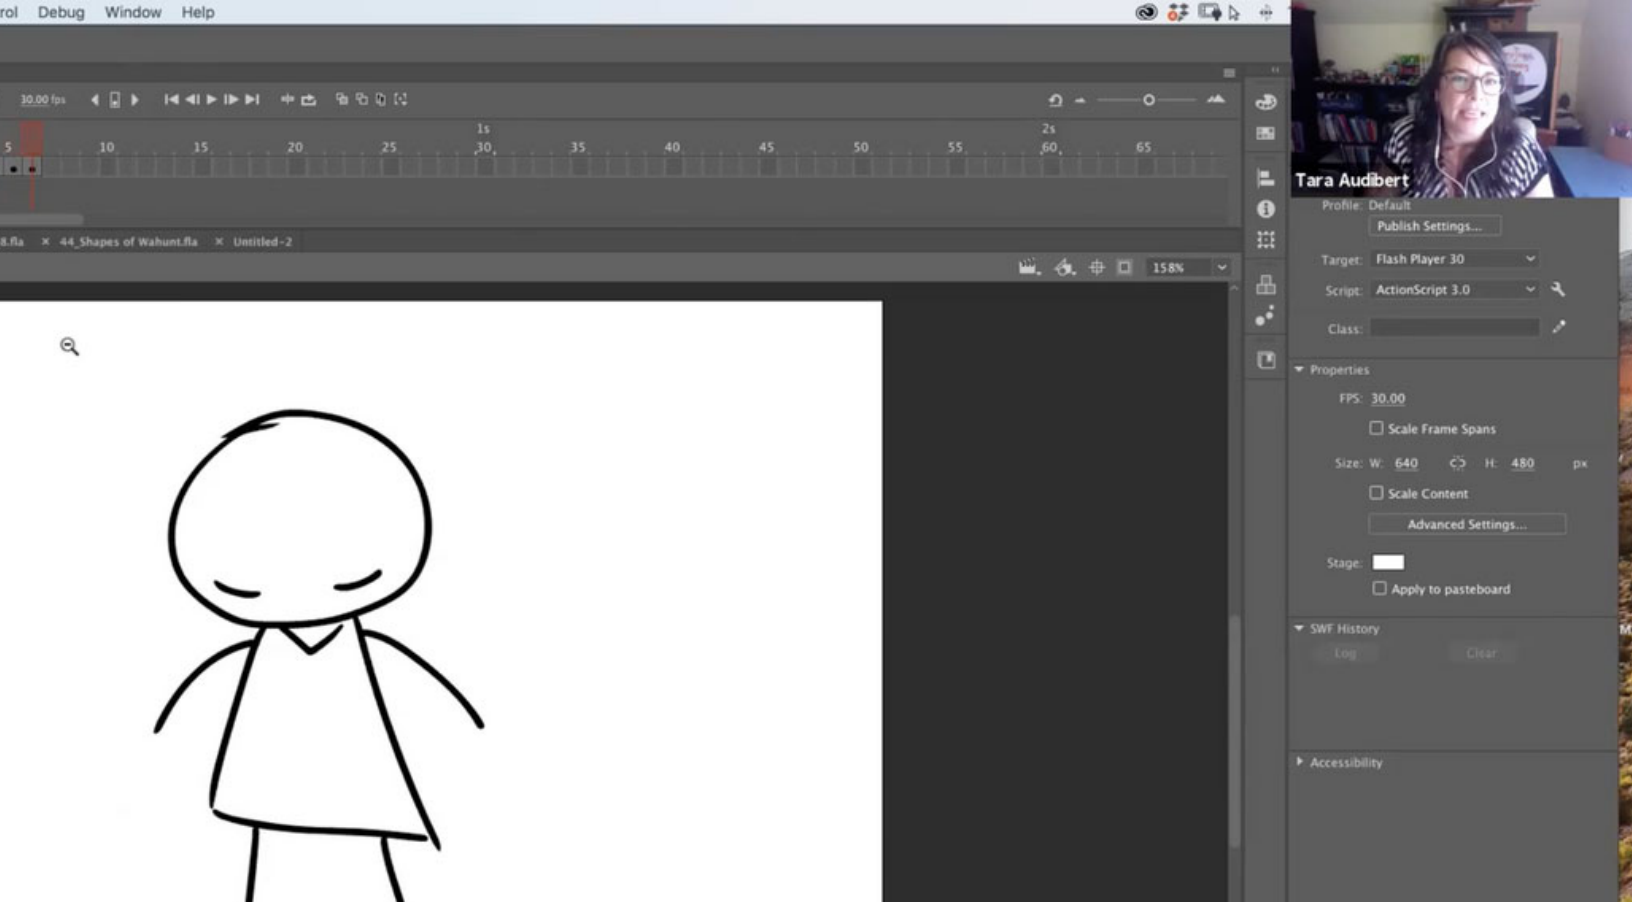 rol Debug Window Help
30.00 fps
1s 2s
5 10 15 20 25 30 35 40 45 50 55 60 65
Tara Audibert
8.fla × 44_Shapes of Wahunt.fla × Untitled-2
158%
Profile: Default
Publish Settings...
Target: Flash Player 30
Script: ActionScript 3.0
Class:
Properties
FPS: 30.00
Scale Frame Spans
Size: W: 640 H: 480 px
Scale Content
Advanced Settings...
Stage:
Apply to pasteboard
SWF History
Log Clear
M
Accessibility